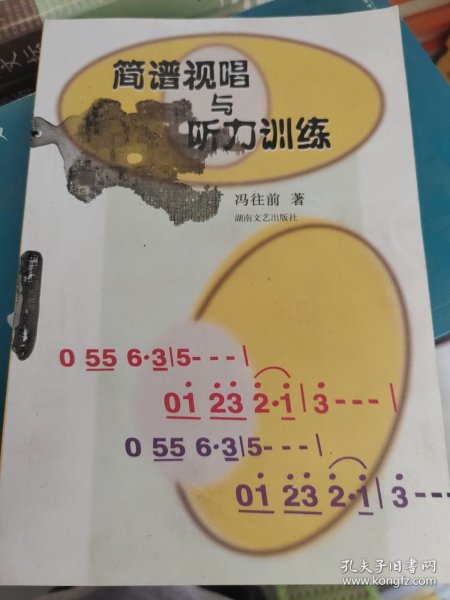 简谱视唱
与
听力训练
冯往前 著
湖南文艺出版社
0 55 6·3|5---|
01 23 2·1|3---|
0 55 6·3|5---|
01 23 2·1|3---
孔夫子旧书网
www.kongfz.com